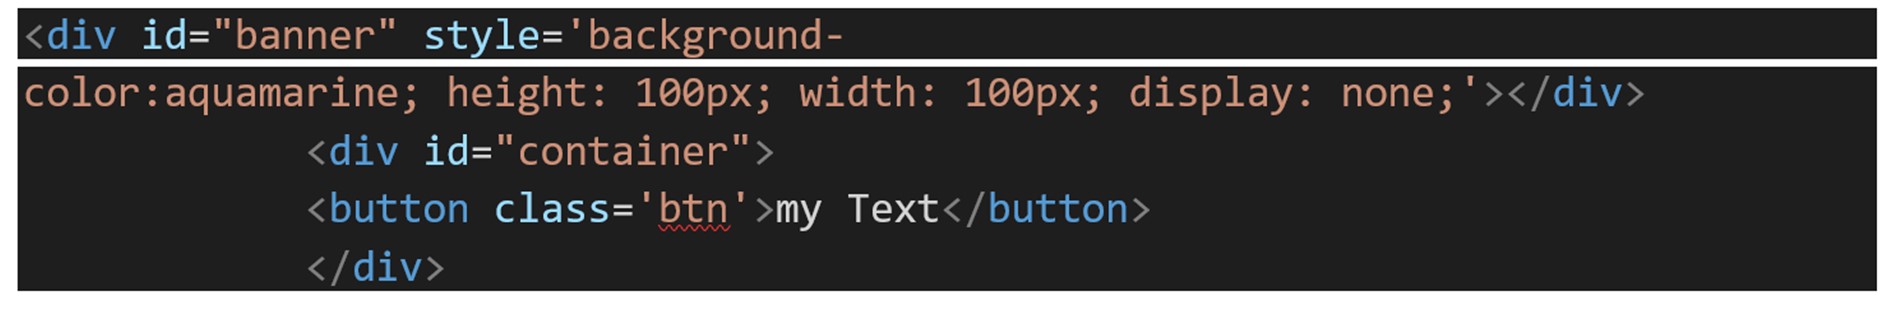 <div id="banner" style='background-
color:aquamarine; height: 100px; width: 100px; display: none;'></div>
<div id="container">
<button class='btn'>my Text</button>
</div>